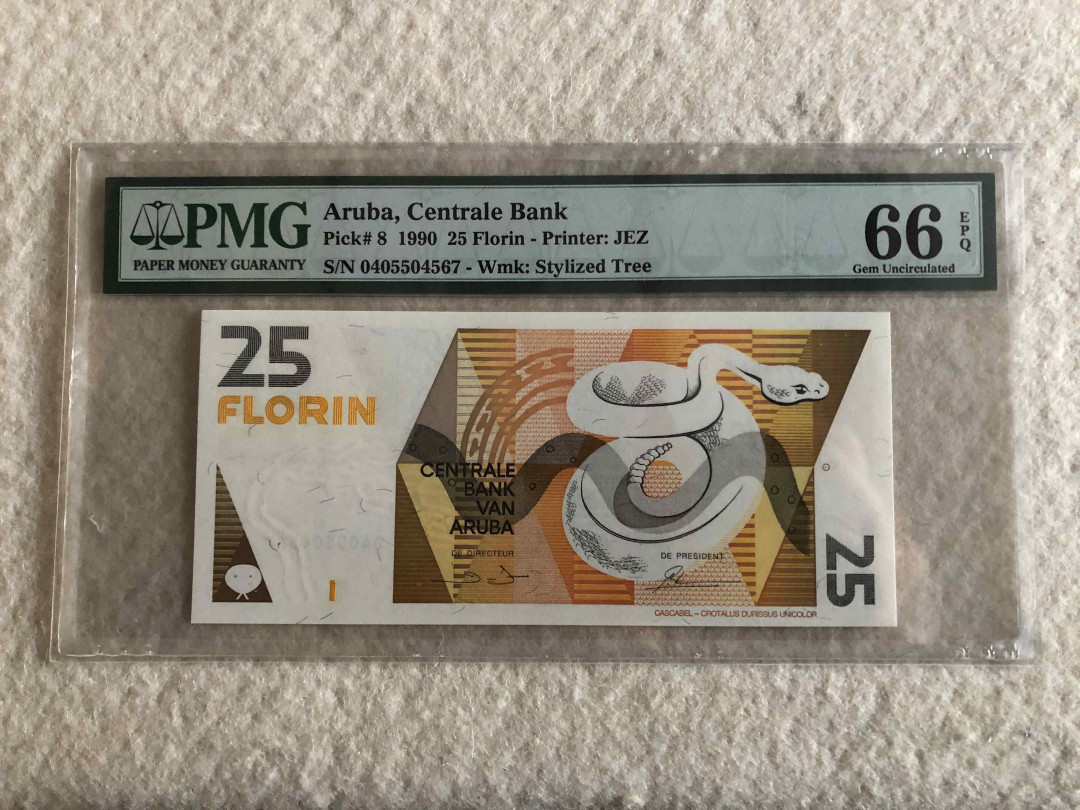 PMG
PAPER MONEY GUARANTY
Aruba, Centrale Bank
Pick# 8 1990 25 Florin - Printer: JEZ
S/N 0405504567 - Wmk: Stylized Tree
66
EPQ
Gem Uncirculated
25
FLORIN
CENTRALE
BANK
VAN
ARUBA
DE DIRECTEUR
DE PRESIDENT
25
CASCABEL – CROTALUS DURISSUS UNICOLOR